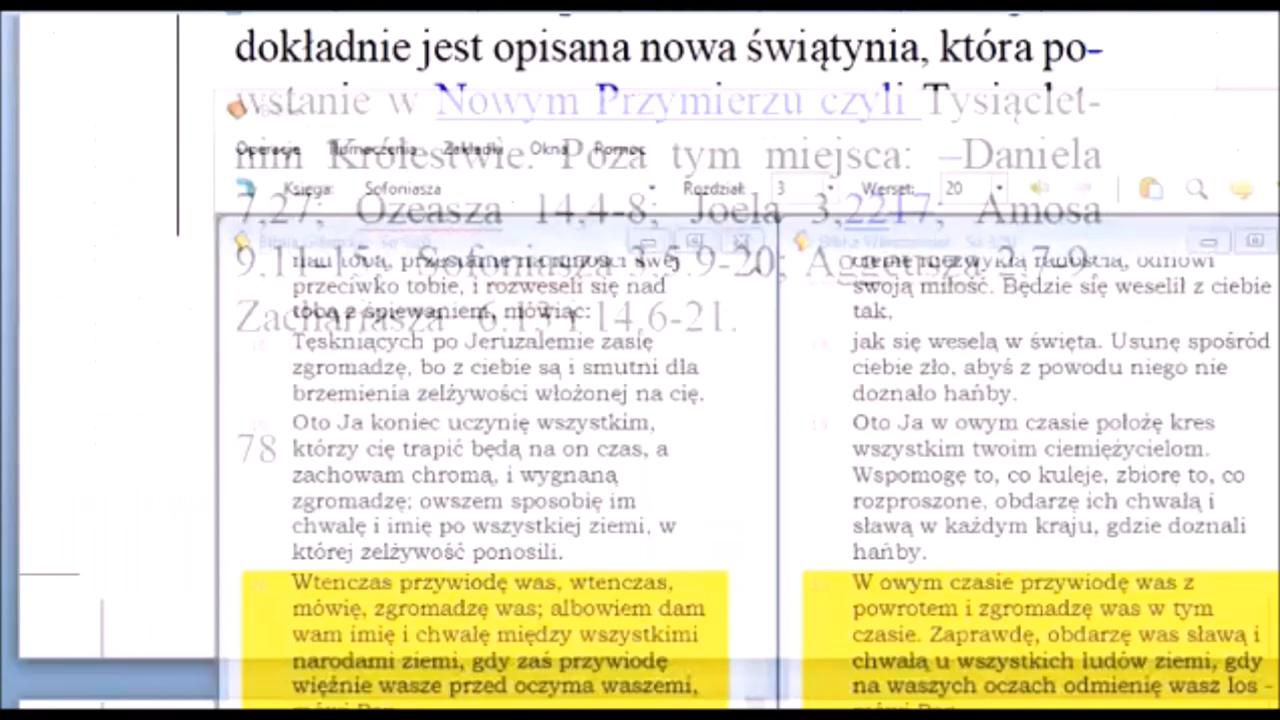 dokładnie jest opisana nowa świątynia, która po-
wstanie w Nowym Przymierzu czyli Tysiąclet-
nim Królestwie. Poza tym miejsca: –Daniela
7,27; Ozeasza 14,4-8; Joela 3,2217; Amosa
Sofoniasza 9-20; Aggeusza 2,7-9
Zachariasza 6,13 i 14,6-21.
78
Operacje Tłumaczenia Zakładki Okna Pomoc
Księga: Sofoniasza Rozdział: 3 Werset: 20
przeciwko tobie, i rozweseli się nad
tobą z śpiewaniem, mówiąc:
Tęskniących po Jeruzalemie zasię
zgromadzę, bo z ciebie są i smutni dla
brzemienia zelżywości włożonej na cię.
Oto Ja koniec uczynię wszystkim,
którzy cię trapić będą na on czas, a
zachowam chromą, i wygnaną
zgromadzę; owszem sposobię im
chwałę i imię po wszystkiej ziemi, w
której zelżywość ponosili.
Wtenczas przywiodę was, wtenczas,
mówię, zgromadzę was; albowiem dam
wam imię i chwałę między wszystkimi
narodami ziemi, gdy zaś przywiodę
więźnie wasze przed oczyma waszemi,
swoją miłość. Będzie się weselił z ciebie
tak,
jak się weselą w święta. Usunę spośród
ciebie zło, abyś z powodu niego nie
doznało hańby.
Oto Ja w owym czasie położę kres
wszystkim twoim ciemiężycielom.
Wspomogę to, co kuleje, zbiorę to, co
rozproszone, obdarzę ich chwałą i
sławą w każdym kraju, gdzie doznali
hańby.
W owym czasie przywiodę was z
powrotem i zgromadzę was w tym
czasie. Zaprawdę, obdarzę was sławą i
chwałą u wszystkich ludów ziemi, gdy
na waszych oczach odmienię wasz los -